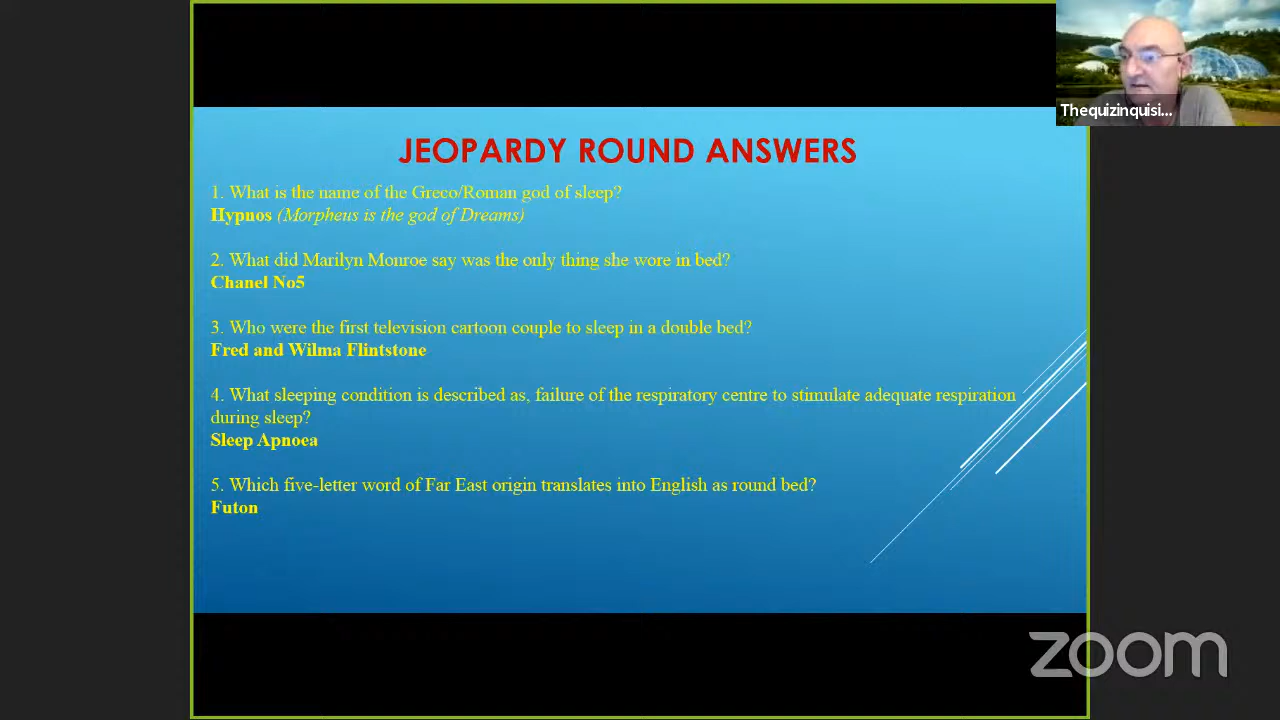 Thequizinquisi...
JEOPARDY ROUND ANSWERS
1. What is the name of the Greco/Roman god of sleep?
Hypnos (Morpheus is the god of Dreams)
2. What did Marilyn Monroe say was the only thing she wore in bed?
Chanel No5
3. Who were the first television cartoon couple to sleep in a double bed?
Fred and Wilma Flintstone
4. What sleeping condition is described as, failure of the respiratory centre to stimulate adequate respiration
during sleep?
Sleep Apnoea
5. Which five-letter word of Far East origin translates into English as round bed?
Futon
zoom